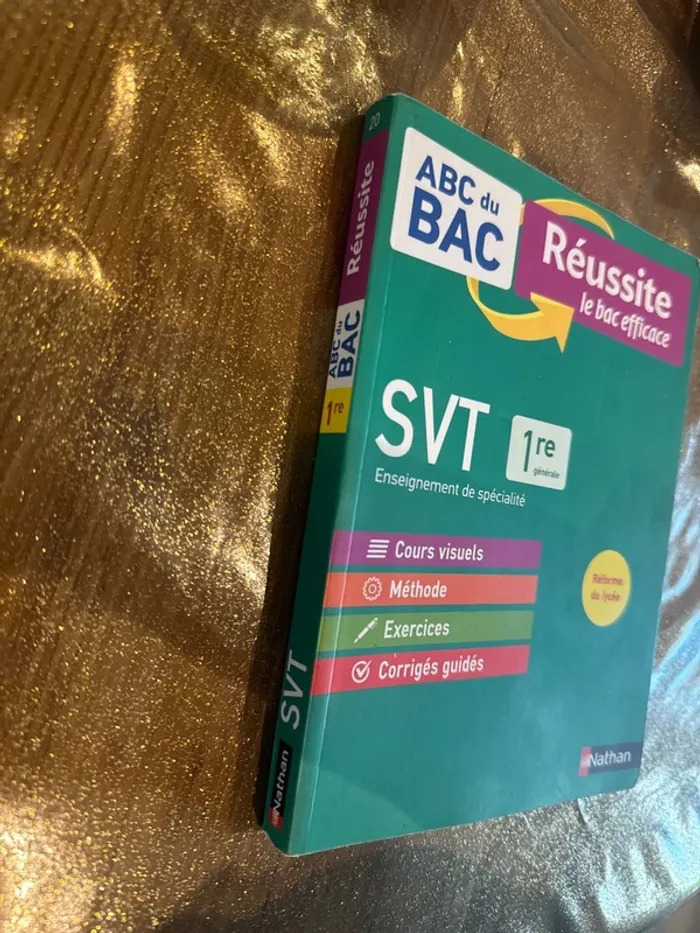 20
Réussite
ABC du
BAC
1re
SVT
Nathan
ABC du
BAC
Réussite
le bac efficace
SVT
1re
générale
Enseignement de spécialité
Cours visuels
Méthode
Exercices
Corrigés guidés
Réforme
du lycée
Nathan